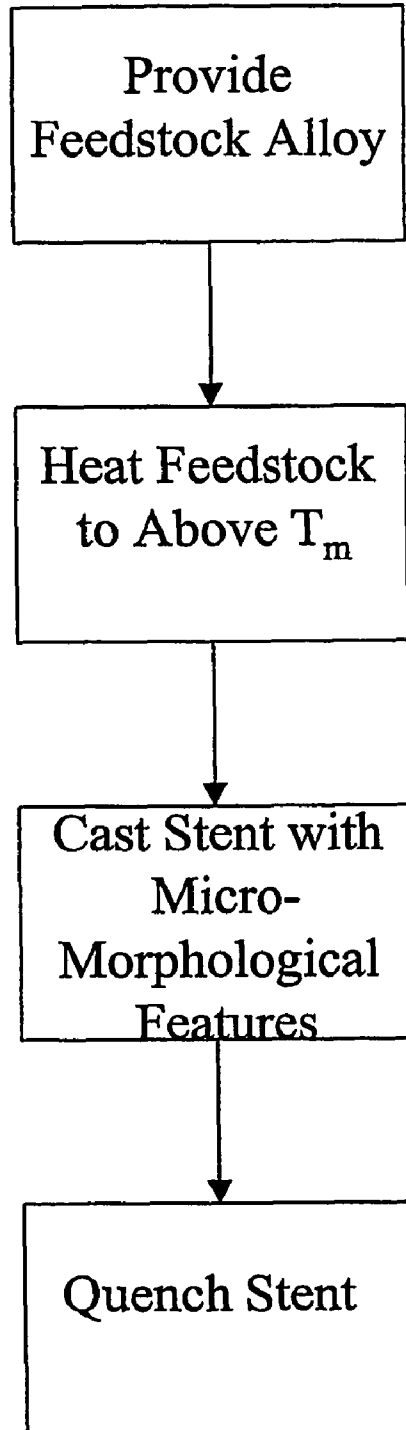 Provide
Feedstock Alloy
Heat Feedstock
to Above Tm
Cast Stent with
Micro-
Morphological
Features
Quench Stent